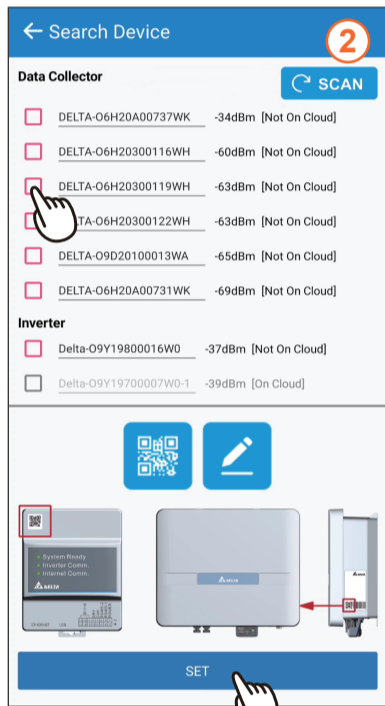 ← Search Device
2
Data Collector
SCAN
DELTA-O6H20A00737WK -34dBm [Not On Cloud]
DELTA-O6H20300116WH -60dBm [Not On Cloud]
DELTA-O6H20300119WH -63dBm [Not On Cloud]
LTA-O6H20300122WH -63dBm [Not On Cloud]
DELTA-O9D20100013WA -65dBm [Not On Cloud]
DELTA-O6H20A00731WK -69dBm [Not On Cloud]
Inverter
Delta-O9Y19800016W0 -37dBm [Not On Cloud]
Delta-O9Y19700007W0-1 -39dBm [On Cloud]
System Ready
Inverter Comm.
Internet Comm.
DELTA
DELTA
SET